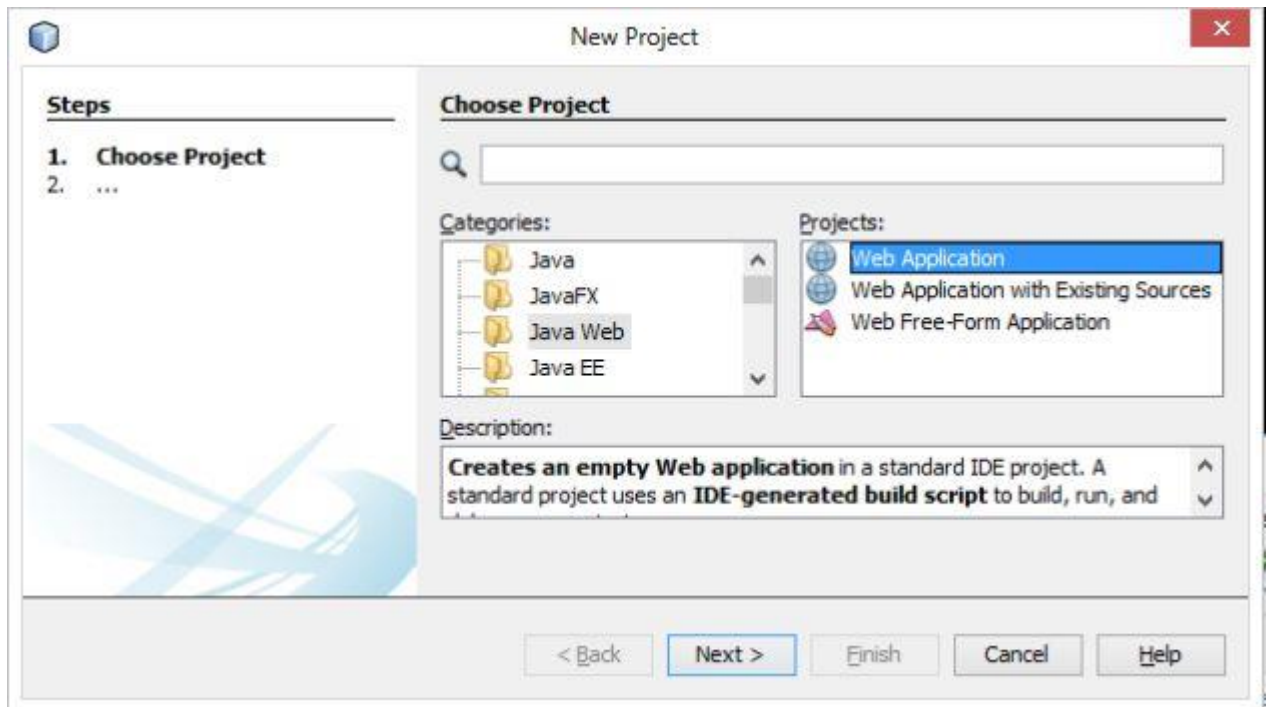 New Project
Steps
1. Choose Project
2. ...
Choose Project
Categories:
Java
JavaFX
Java Web
Java EE
Projects:
Web Application
Web Application with Existing Sources
Web Free-Form Application
Description:
Creates an empty Web application in a standard IDE project. A
standard project uses an IDE-generated build script to build, run, and
< Back
Next >
Finish
Cancel
Help